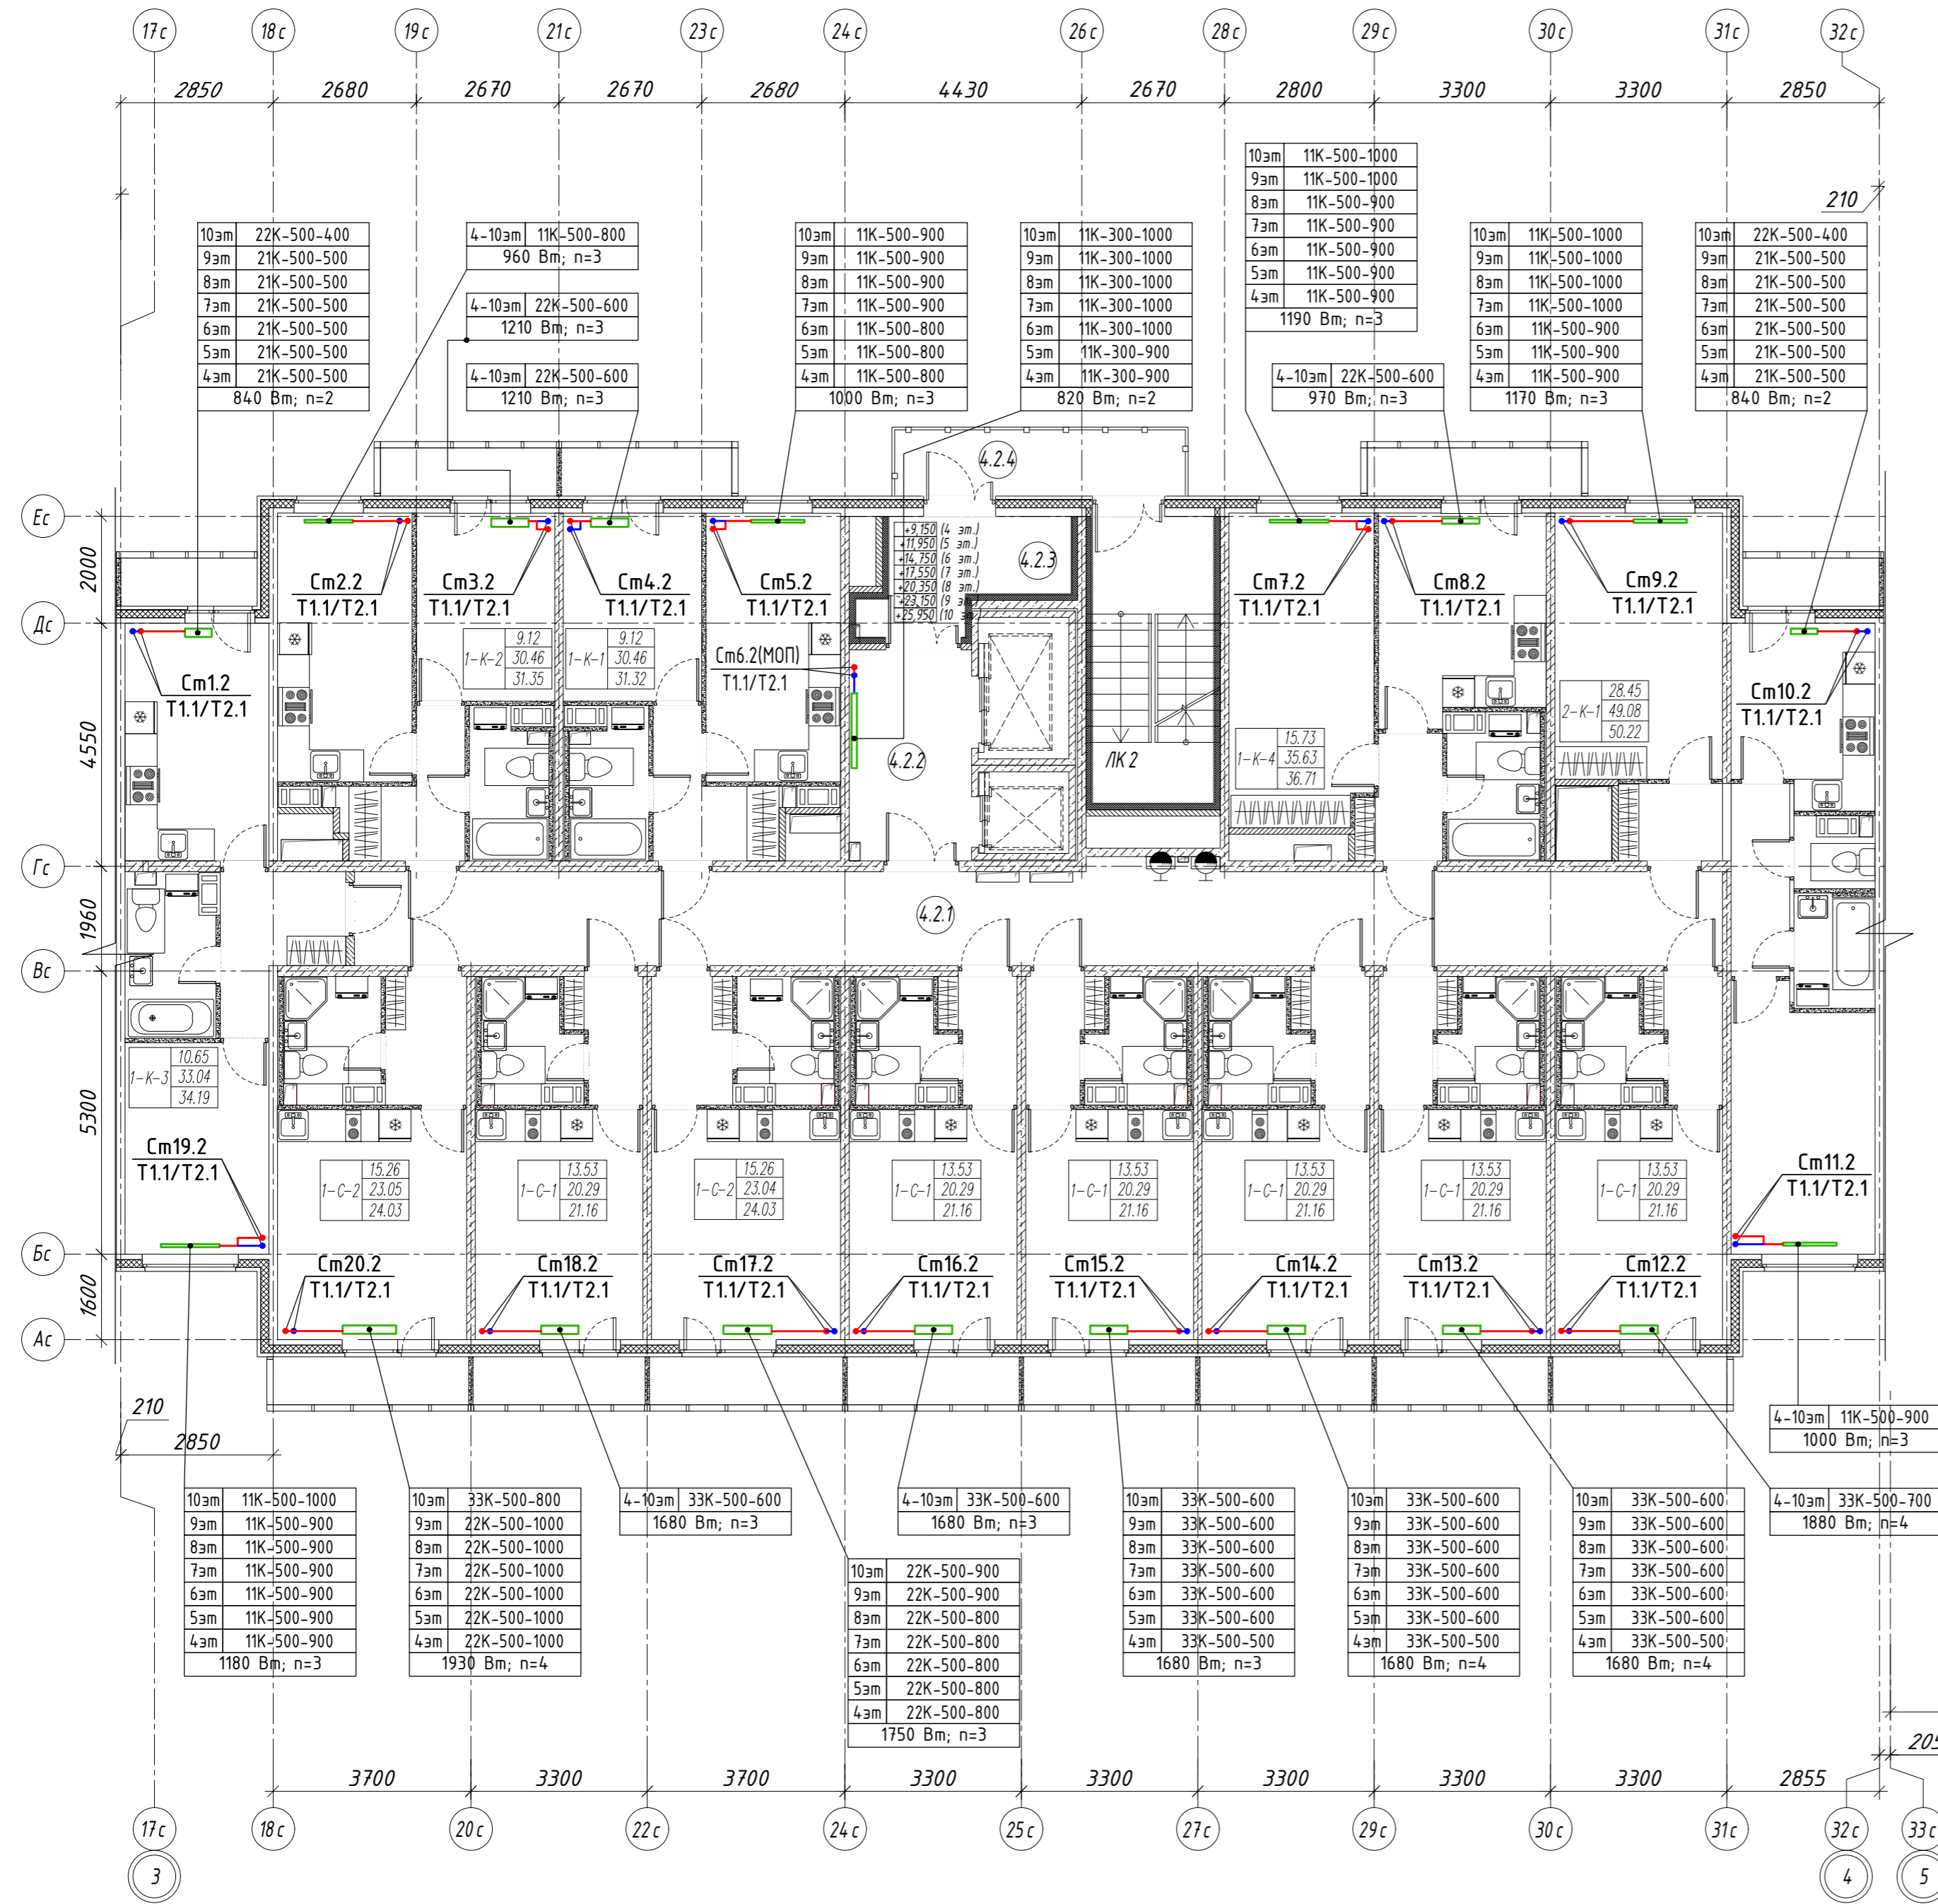 17с 18с 19с 21с 23с 24с 26с 28с 29с 30с 31с 32с
2850 2680 2670 2670 2680 4430 2670 2800 3300 3300 2850
210
10эт 22К-500-400
9эт 21К-500-500
8эт 21К-500-500
7эт 21К-500-500
6эт 21К-500-500
5эт 21К-500-500
4эт 21К-500-500
840 Вт; n=2
4-10эт 11К-500-800
960 Вт; n=3
4-10эт 22К-500-600
1210 Вт; n=3
4-10эт 22К-500-600
1210 Вт; n=3
10эт 11К-500-900
9эт 11К-500-900
8эт 11К-500-900
7эт 11К-500-900
6эт 11К-500-800
5эт 11К-500-800
4эт 11К-500-800
1000 Вт; n=3
10эт 11К-300-1000
9эт 11К-300-1000
8эт 11К-300-1000
7эт 11К-300-1000
6эт 11К-300-1000
5эт 11К-300-900
4эт 11К-300-900
820 Вт; n=2
10эт 11К-500-1000
9эт 11К-500-1000
8эт 11К-500-900
7эт 11К-500-900
6эт 11К-500-900
5эт 11К-500-900
4эт 11К-500-900
1190 Вт; n=3
4-10эт 22К-500-600
970 Вт; n=3
10эт 11К-500-1000
9эт 11К-500-1000
8эт 11К-500-1000
7эт 11К-500-1000
6эт 11К-500-900
5эт 11К-500-900
4эт 11К-500-900
1170 Вт; n=3
10эт 22К-500-400
9эт 21К-500-500
8эт 21К-500-500
7эт 21К-500-500
6эт 21К-500-500
5эт 21К-500-500
4эт 21К-500-500
840 Вт; n=2
4.2.4
Ес
Дс
Гс
Вс
Бс
Ас
2000
4550
1960
5300
1600
+9,150 (4 эт.)
+11,950 (5 эт.)
+14,750 (6 эт.)
+17,550 (7 эт.)
+20,350 (8 эт.)
+23,150 (9 эт.)
+25,950 (10 эт.)
4.2.3
Ст2.2
Т1.1/Т2.1
Ст3.2
Т1.1/Т2.1
Ст4.2
Т1.1/Т2.1
Ст5.2
Т1.1/Т2.1
Ст7.2
Т1.1/Т2.1
Ст8.2
Т1.1/Т2.1
Ст9.2
Т1.1/Т2.1
Ст1.2
Т1.1/Т2.1
1-К-2 9.12
30.46
31.35
1-К-1 9.12
30.46
31.32
Ст6.2(МОП)
Т1.1/Т2.1
4.2.2
ЛК 2
1-К-4 15.73
35.63
36.71
2-К-1 28.45
49.08
50.22
Ст10.2
Т1.1/Т2.1
4.2.1
1-К-3 10.65
33.04
34.19
Ст19.2
Т1.1/Т2.1
1-С-2 15.26
23.05
24.03
1-С-1 13.53
20.29
21.16
1-С-2 15.26
23.04
24.03
1-С-1 13.53
20.29
21.16
1-С-1 13.53
20.29
21.16
1-С-1 13.53
20.29
21.16
1-С-1 13.53
20.29
21.16
1-С-1 13.53
20.29
21.16
Ст11.2
Т1.1/Т2.1
Ст20.2
Т1.1/Т2.1
Ст18.2
Т1.1/Т2.1
Ст17.2
Т1.1/Т2.1
Ст16.2
Т1.1/Т2.1
Ст15.2
Т1.1/Т2.1
Ст14.2
Т1.1/Т2.1
Ст13.2
Т1.1/Т2.1
Ст12.2
Т1.1/Т2.1
210
2850
10эт 11К-500-1000
9эт 11К-500-900
8эт 11К-500-900
7эт 11К-500-900
6эт 11К-500-900
5эт 11К-500-900
4эт 11К-500-900
1180 Вт; n=3
10эт 33К-500-800
9эт 22К-500-1000
8эт 22К-500-1000
7эт 22К-500-1000
6эт 22К-500-1000
5эт 22К-500-1000
4эт 22К-500-1000
1930 Вт; n=4
4-10эт 33К-500-600
1680 Вт; n=3
10эт 22К-500-900
9эт 22К-500-900
8эт 22К-500-800
7эт 22К-500-800
6эт 22К-500-800
5эт 22К-500-800
4эт 22К-500-800
1750 Вт; n=3
4-10эт 33К-500-600
1680 Вт; n=3
10эт 33К-500-600
9эт 33К-500-600
8эт 33К-500-600
7эт 33К-500-600
6эт 33К-500-600
5эт 33К-500-600
4эт 33К-500-500
1680 Вт; n=3
10эт 33К-500-600
9эт 33К-500-600
8эт 33К-500-600
7эт 33К-500-600
6эт 33К-500-600
5эт 33К-500-600
4эт 33К-500-500
1680 Вт; n=4
10эт 33К-500-600
9эт 33К-500-600
8эт 33К-500-600
7эт 33К-500-600
6эт 33К-500-600
5эт 33К-500-600
4эт 33К-500-500
1680 Вт; n=4
4-10эт 11К-500-900
1000 Вт; n=3
4-10эт 33К-500-700
1880 Вт; n=4
3700 3300 3700 3300 3300 3300 3300 3300 2855
17с 18с 20с 22с 24с 25с 27с 29с 30с 31с 32с 33с
3 4 5